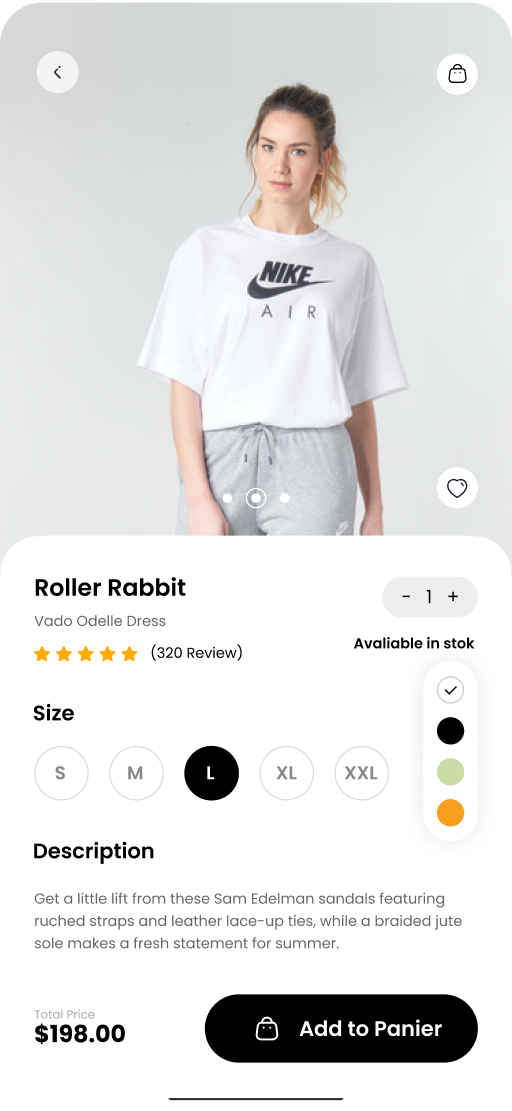 NIKE
AIR
Roller Rabbit
- 1 +
Vado Odelle Dress
Avaliable in stok
(320 Review)
Size
S M L XL XXL
Description
Get a little lift from these Sam Edelman sandals featuring
ruched straps and leather lace-up ties, while a braided jute
sole makes a fresh statement for summer.
Total Price
$198.00
Add to Panier